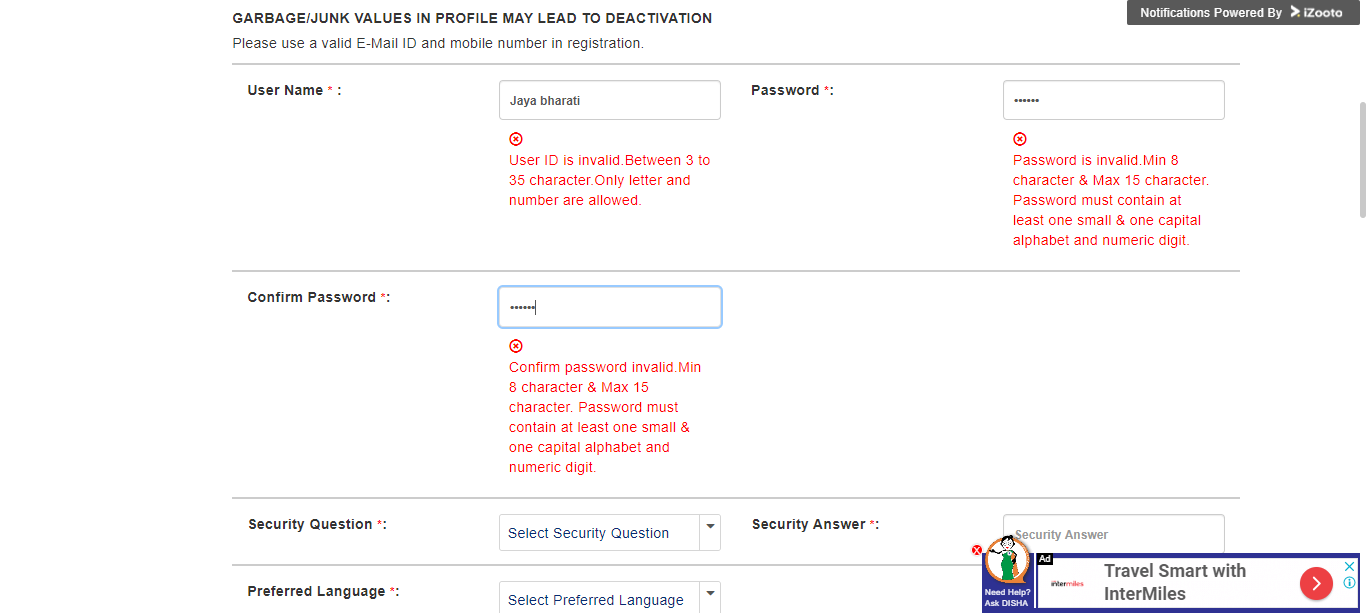 GARBAGE/JUNK VALUES IN PROFILE MAY LEAD TO DEACTIVATION
Notifications Powered By iZooto
Please use a valid E-Mail ID and mobile number in registration.
User Name * :
Jaya bharati
Password *:
••••••
User ID is invalid.Between 3 to
35 character.Only letter and
number are allowed.
Password is invalid.Min 8
character & Max 15 character.
Password must contain at
least one small & one capital
alphabet and numeric digit.
Confirm Password *:
••••••
Confirm password invalid.Min
8 character & Max 15
character. Password must
contain at least one small &
one capital alphabet and
numeric digit.
Security Question *:
Select Security Question
Security Answer *:
Security Answer
Preferred Language *:
Select Preferred Language
Need Help?
Ask DISHA
Ad
intermiles
Travel Smart with
InterMiles